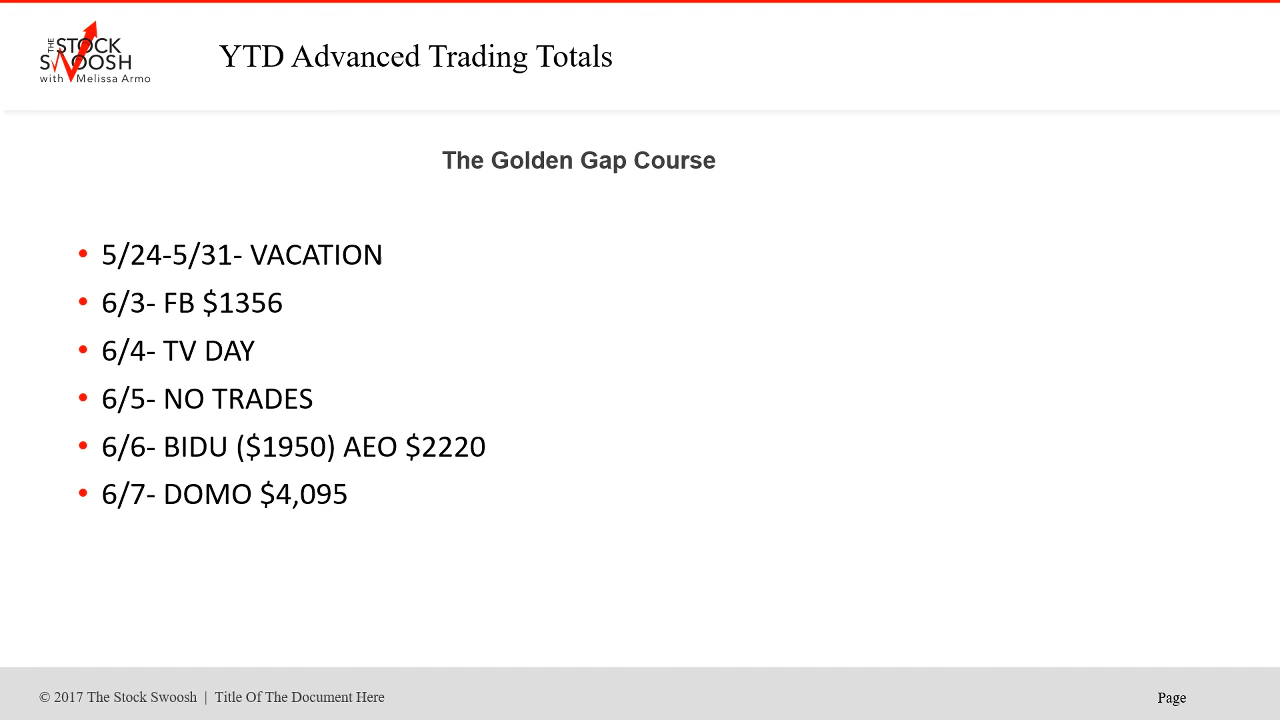 THE
STOCK
SWOOSH
with Melissa Armo
YTD Advanced Trading Totals
The Golden Gap Course
• 5/24-5/31- VACATION
• 6/3- FB $1356
• 6/4- TV DAY
• 6/5- NO TRADES
• 6/6- BIDU ($1950) AEO $2220
• 6/7- DOMO $4,095
© 2017 The Stock Swoosh | Title Of The Document Here
Page